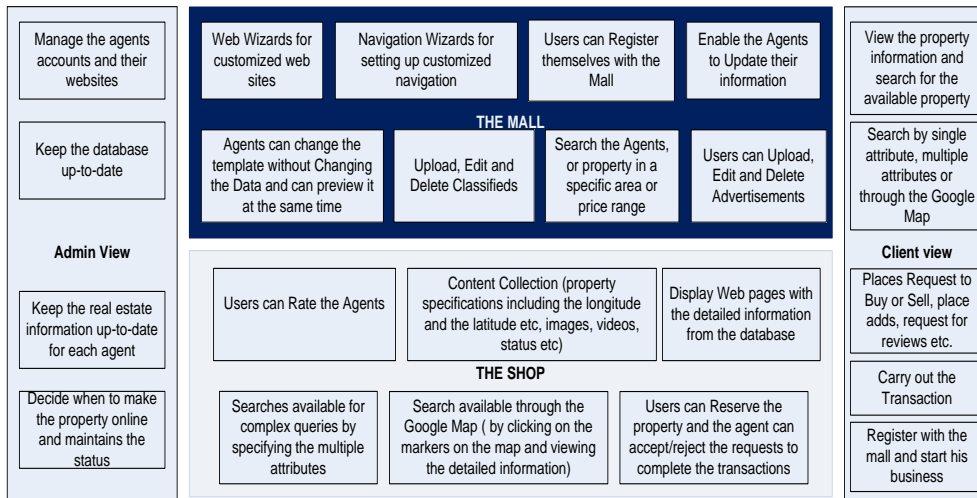 Manage the agents
accounts and their
websites
Keep the database
up-to-date
Admin View
Keep the real estate
information up-to-date
for each agent
Decide when to make
the property online
and maintains the
status
Web Wizards for
customized web
sites
Navigation Wizards for
setting up customized
navigation
Users can Register
themselves with the
Mall
Enable the Agents
to Update their
information
THE MALL
Agents can change the
template without Changing
the Data and can preview it
at the same time
Upload, Edit and
Delete Classifieds
Search the Agents,
or property in a
specific area or
price range
Users can Upload,
Edit and Delete
Advertisements
Users can Rate the Agents
Content Collection (property
specifications including the longitude
and the latitude etc, images, videos,
status etc)
Display Web pages with
the detailed information
from the database
THE SHOP
Searches available for
complex queries by
specifying the multiple
attributes
Search available through the
Google Map ( by clicking on the
markers on the map and viewing
the detailed information)
Users can Reserve the
property and the agent can
accept/reject the requests to
complete the transactions
View the property
information and
search for the
available property
Search by single
attribute, multiple
attributes or
through the Google
Map
Client view
Places Request to
Buy or Sell, place
adds, request for
reviews etc.
Carry out the
Transaction
Register with the
mall and start his
business